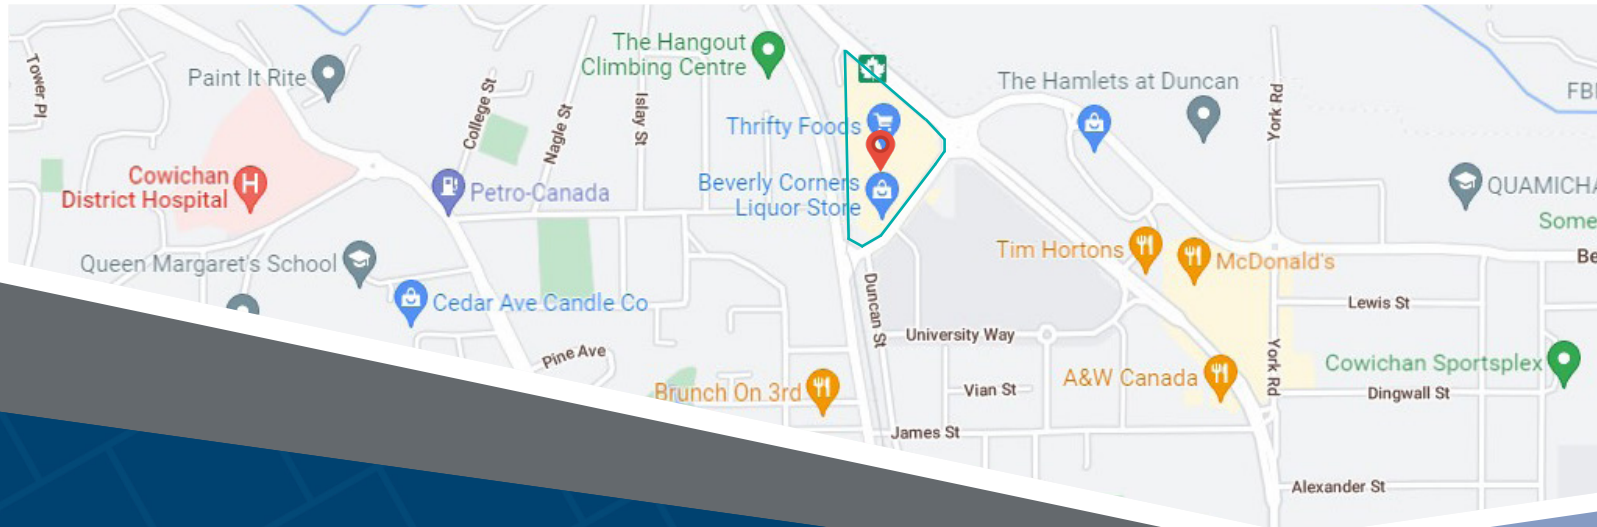 Tower Pl
Paint It Rite
College St
Nagle St
Islay St
The Hangout
Climbing Centre
The Hamlets at Duncan
York Rd
Thrifty Foods
Cowichan
District Hospital
H
Petro-Canada
Beverly Corners
Liquor Store
QUAMICHA
Some
Queen Margaret's School
Tim Hortons
McDonald's
Be
Cedar Ave Candle Co
Duncan St
Lewis St
University Way
Pine Ave
York Rd
Cowichan Sportsplex
A&W Canada
Brunch On 3rd
Vian St
Dingwall St
James St
Alexander St